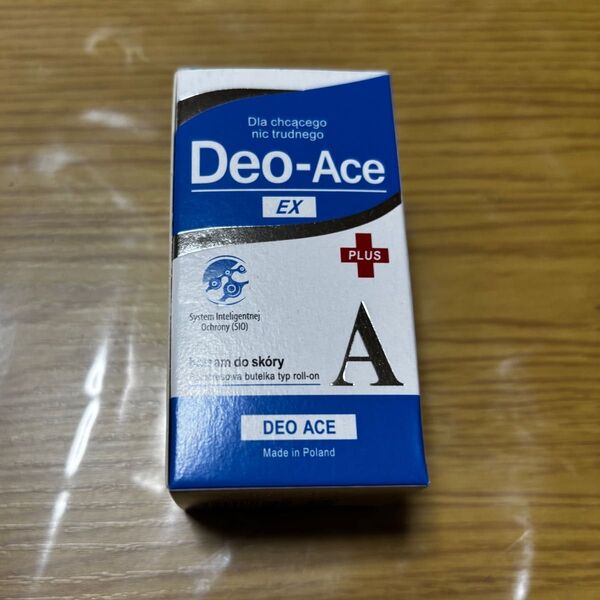 Dla chcącego
nic trudnego
Deo-Ace
EX
PLUS
System Inteligentnej
Ochrony (SIO)
A
do skóry
butelka typ roll-on
DEO ACE
Made in Poland